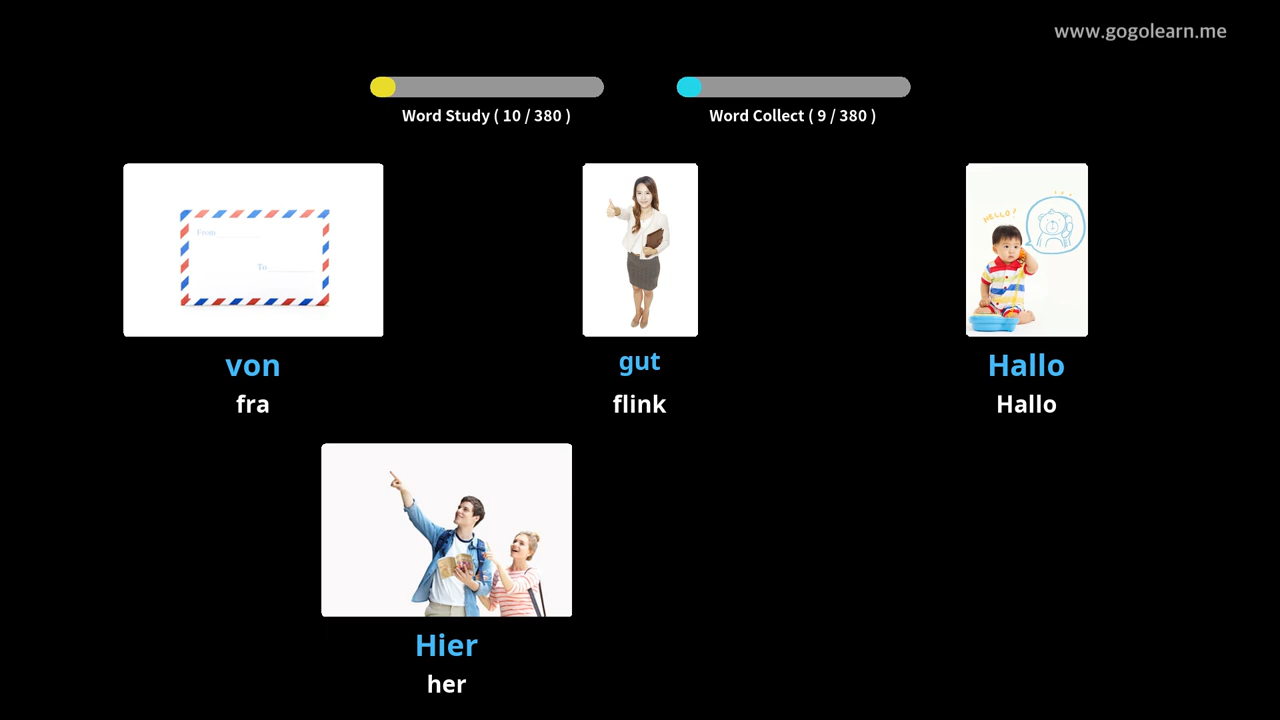 www.gogolearn.me
Word Study ( 10 / 380 )
Word Collect ( 9 / 380 )
From
To
von
fra
gut
flink
HELLO?
Hallo
Hallo
Hier
her